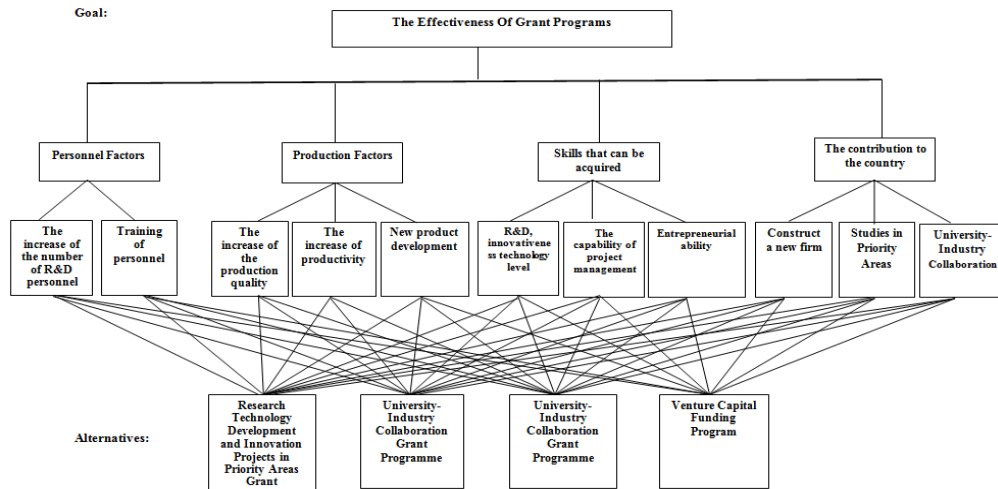 Goal:
The Effectiveness Of Grant Programs
Personnel Factors
Production Factors
Skills that can be
acquired
The contribution to
the country
The
increase of
the number
of R&D
personnel
Training
of
personnel
The
increase of
the
production
quality
The
increase of
productivity
New product
development
R&D,
innovativene
ss technology
level
The
capability of
project
management
Entrepreneurial
ability
Construct
a new firm
Studies in
Priority
Areas
University-
Industry
Collaboration
Alternatives:
Research
Technology
Development
and Innovation
Projects in
Priority Areas
Grant
University-
Industry
Collaboration
Grant
Programme
University-
Industry
Collaboration
Grant
Programme
Venture Capital
Funding
Program